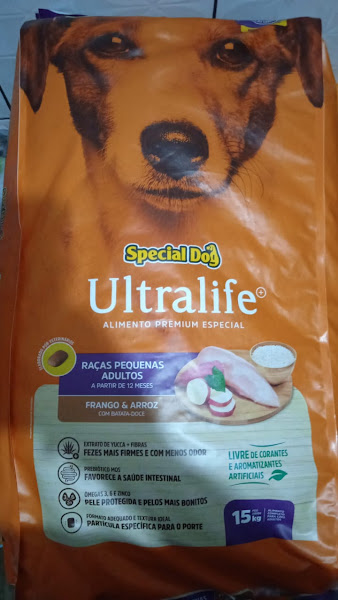 Special Dog
Ultralife+
ALIMENTO PREMIUM ESPECIAL
RAÇAS PEQUENAS
ADULTOS
A PARTIR DE 12 MESES
FRANGO & ARROZ
COM BATATA-DOCE
EXTRATO DE YUCCA + FIBRAS
FEZES MAIS FIRMES E COM MENOS ODOR
PREBIÓTICO MOS
FAVORECE A SAÚDE INTESTINAL
ÔMEGAS 3, 6 E ZINCO
PELE PROTEGIDA E PELOS MAIS BONITOS
FORMATO ADEQUADO E TEXTURA IDEAL
PARTÍCULA ESPECÍFICA PARA O PORTE
LIVRE DE CORANTES
E AROMATIZANTES
ARTIFICIAIS
15 kg